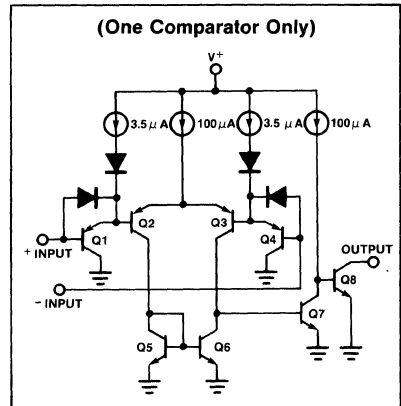 (One Comparator Only)
V+
3.5 μA
100 μA
3.5 μA
100 μA
Q1
Q2
Q3
Q4
+ INPUT
- INPUT
Q5
Q6
Q7
Q8
OUTPUT